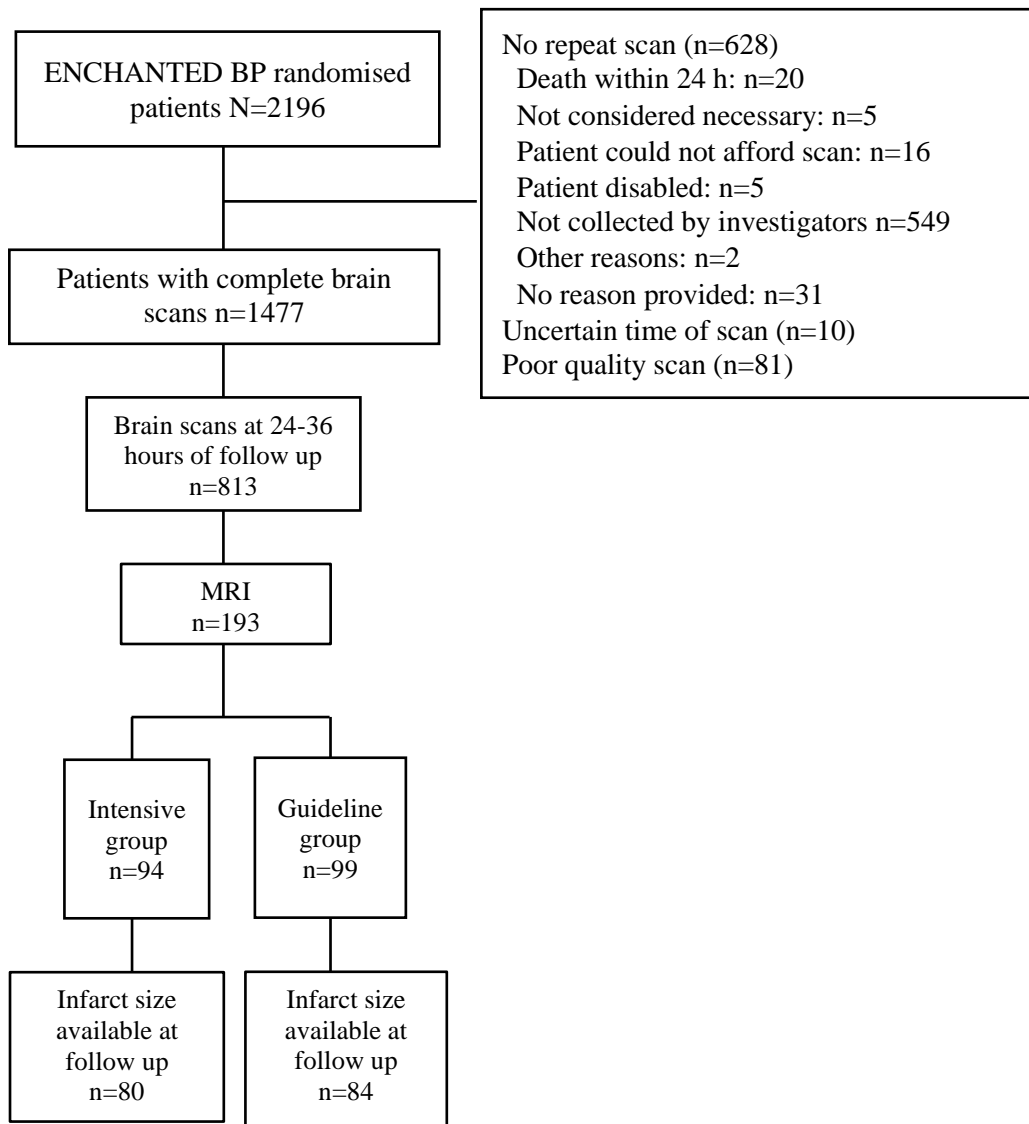 ENCHANTED BP randomised
patients N=2196
No repeat scan (n=628)
Death within 24 h: n=20
Not considered necessary: n=5
Patient could not afford scan: n=16
Patient disabled: n=5
Not collected by investigators n=549
Other reasons: n=2
No reason provided: n=31
Uncertain time of scan (n=10)
Poor quality scan (n=81)
Patients with complete brain
scans n=1477
Brain scans at 24-36
hours of follow up
n=813
MRI
n=193
Intensive
group
n=94
Guideline
group
n=99
Infarct size
available at
follow up
n=80
Infarct size
available at
follow up
n=84